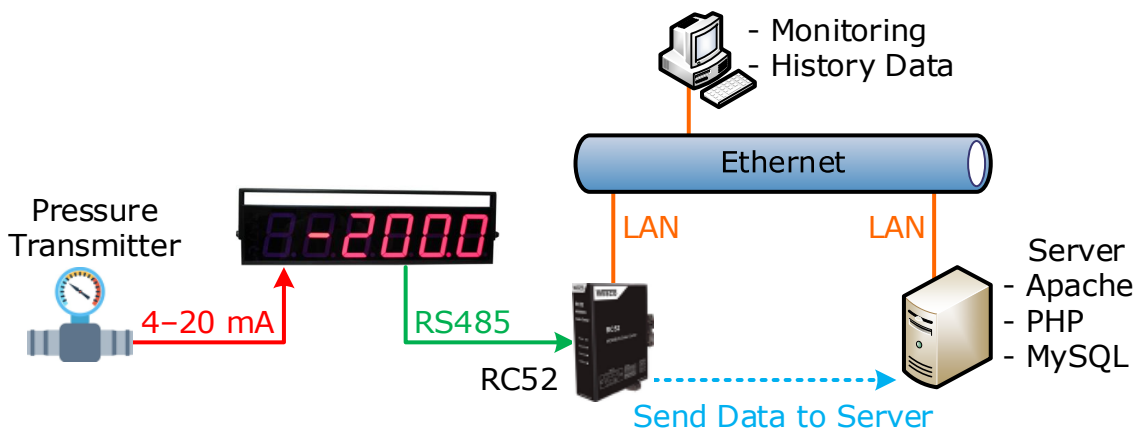 - Monitoring
- History Data
Ethernet
LAN
LAN
Pressure
Transmitter
-200.0
4–20 mA
RS485
RC52
RC52
Server
- Apache
- PHP
- MySQL
Send Data to Server